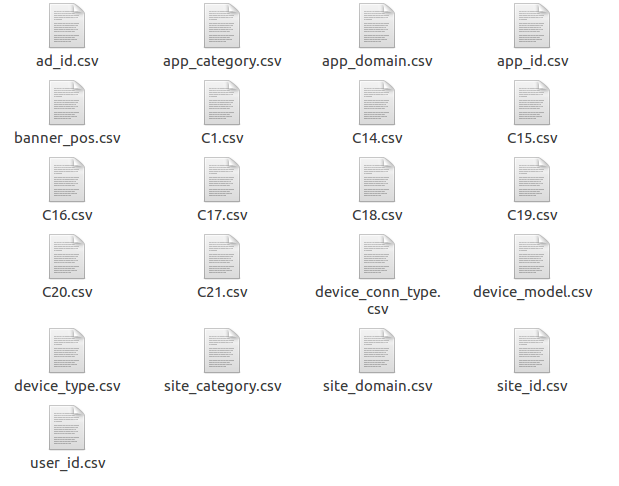 ad_id.csv
app_category.csv
app_domain.csv
app_id.csv
banner_pos.csv
C1.csv
C14.csv
C15.csv
C16.csv
C17.csv
C18.csv
C19.csv
C20.csv
C21.csv
device_conn_type.
csv
device_model.csv
device_type.csv
site_category.csv
site_domain.csv
site_id.csv
user_id.csv